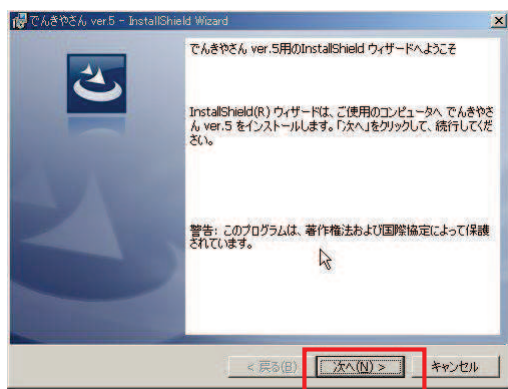 でんきやさん ver.5 - InstallShield Wizard
でんきやさん ver.5用のInstallShield ウィザードへようこそ
InstallShield(R) ウィザードは、ご使用のコンピュータへ でんきやさ
ん ver.5 をインストールします。「次へ」をクリックして、続行してくだ
さい。
警告: このプログラムは、著作権法および国際協定によって保護
されています。
< 戻る(B)
次へ(N) >
キャンセル